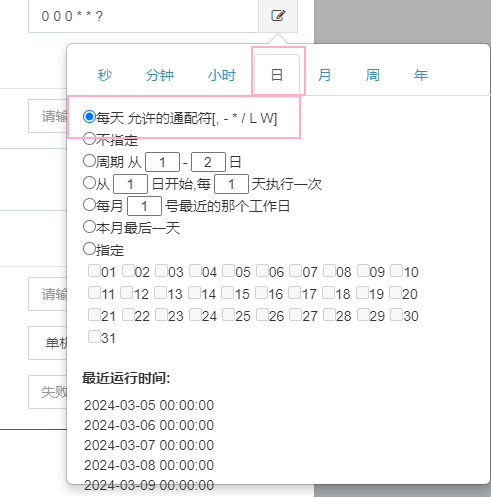 0 0 0 * * ?
秒 分钟 小时 日 月 周 年
每天 允许的通配符[, - * / L W]
不指定
请输
周期 从 1 - 2 日
从 1 日开始,每 1 天执行一次
每月 1 号最近的那个工作日
本月最后一天
指定
01 02 03 04 05 06 07 08 09 10
11 12 13 14 15 16 17 18 19 20
请输
21 22 23 24 25 26 27 28 29 30
31
单机
最近运行时间:
失败
2024-03-05 00:00:00
2024-03-06 00:00:00
2024-03-07 00:00:00
2024-03-08 00:00:00
2024-03-09 00:00:00